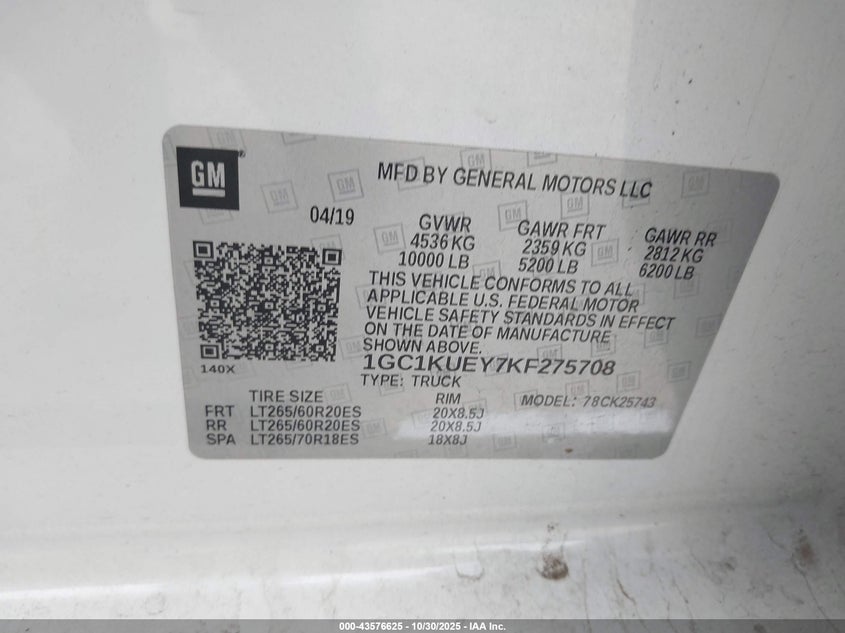 GM
MFD BY GENERAL MOTORS LLC
04/19
GVWR
4536 KG
10000 LB
GAWR FRT
2359 KG
5200 LB
GAWR RR
2812 KG
6200 LB
THIS VEHICLE CONFORMS TO ALL
APPLICABLE U.S. FEDERAL MOTOR
VEHICLE SAFETY STANDARDS IN EFFECT
ON THE DATE OF MANUFACTURE
SHOWN ABOVE.
140X
1GC1KUEY7KF275708
TYPE: TRUCK
MODEL: 78CK25743
TIRE SIZE RIM
FRT LT265/60R20ES 20X8.5J
RR LT265/60R20ES 20X8.5J
SPA LT265/70R18ES 18X8J
000-43576625 - 10/30/2025 - IAA Inc.